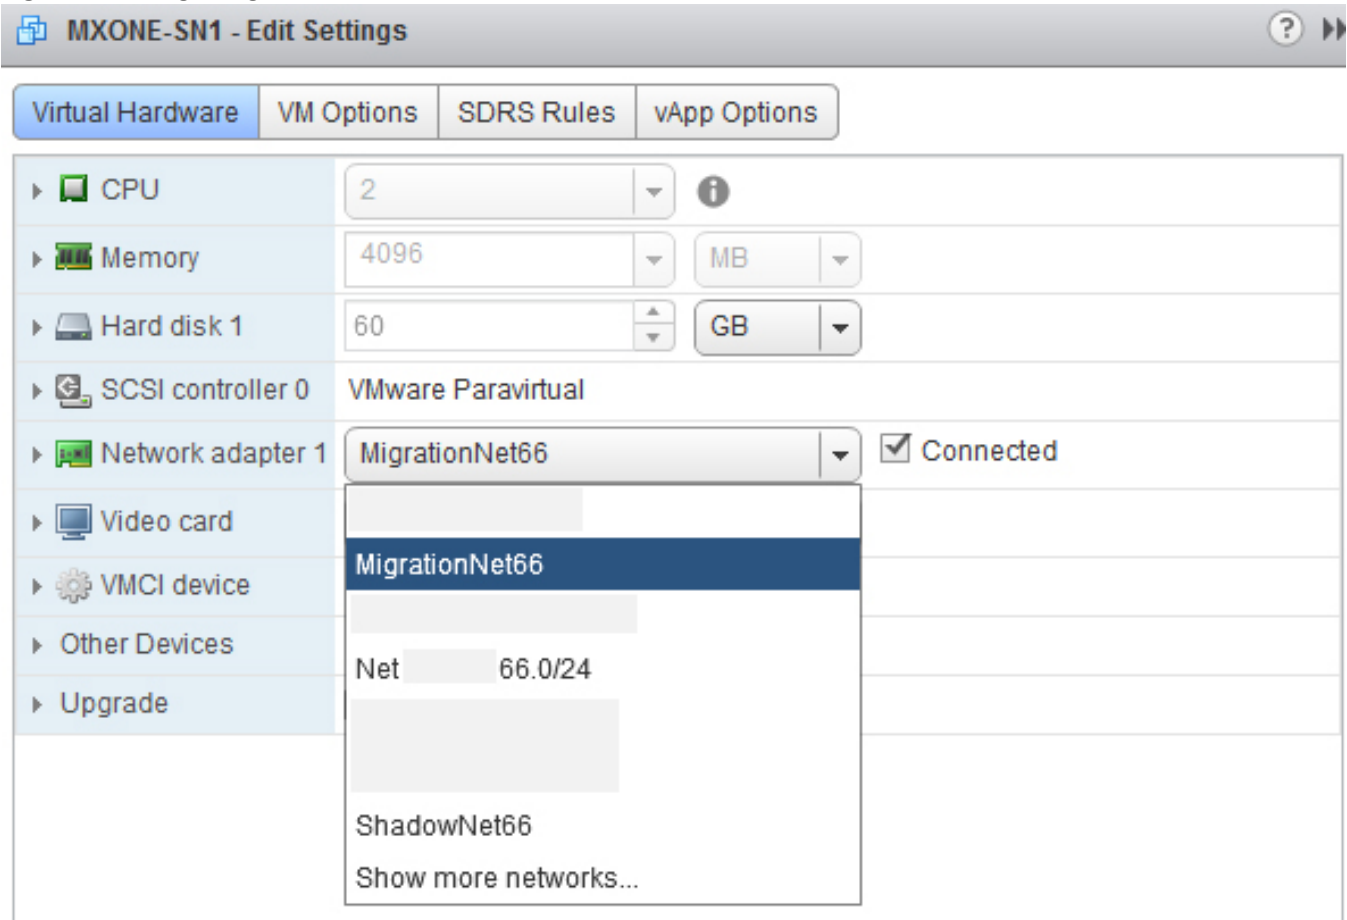 MXONE-SN1 - Edit Settings
?
Virtual Hardware VM Options SDRS Rules vApp Options
CPU 2
Memory 4096 MB
Hard disk 1 60 GB
SCSI controller 0 VMware Paravirtual
Network adapter 1 MigrationNet66 Connected
Video card
MigrationNet66
VMCI device
Other Devices
Net 66.0/24
Upgrade
ShadowNet66
Show more networks...